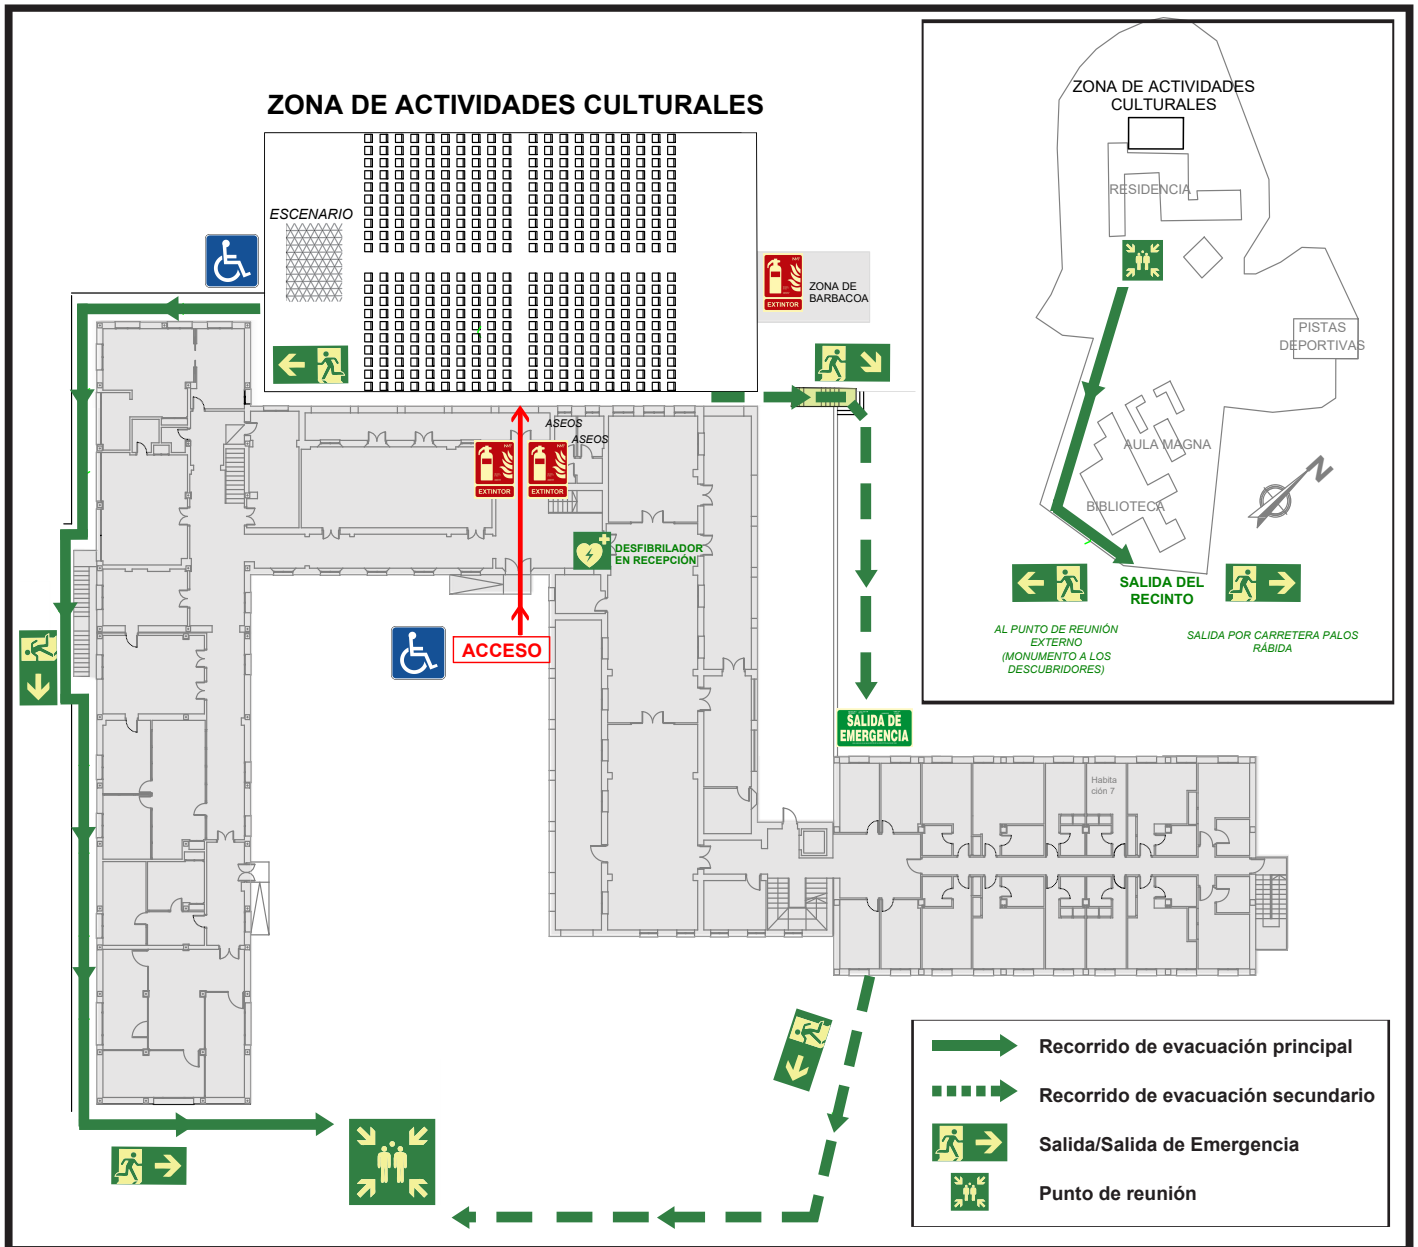 ZONA DE ACTIVIDADES CULTURALES
ESCENARIO
EXTINTOR
ZONA DE
BARBACOA
ASEOS
ASEOS
EXTINTOR
EXTINTOR
DESFIBRILADOR
EN RECEPCIÓN
ACCESO
SALIDA DE
EMERGENCIA
Habita
ción 7
ZONA DE ACTIVIDADES
CULTURALES
RESIDENCIA
PISTAS
DEPORTIVAS
AULA MAGNA
BIBLIOTECA
N
SALIDA DEL
RECINTO
AL PUNTO DE REUNIÓN
EXTERNO
(MONUMENTO A LOS
DESCUBRIDORES)
SALIDA POR CARRETERA PALOS
RÁBIDA
Recorrido de evacuación principal
Recorrido de evacuación secundario
Salida/Salida de Emergencia
Punto de reunión